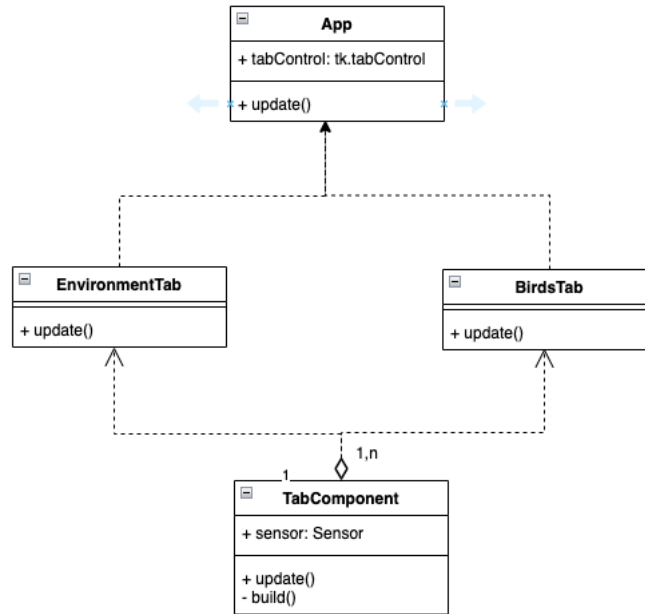 App
+ tabControl: tk.tabControl
+ update()
EnvironmentTab
+ update()
BirdsTab
+ update()
1,n
1
TabComponent
+ sensor: Sensor
+ update()
- build()